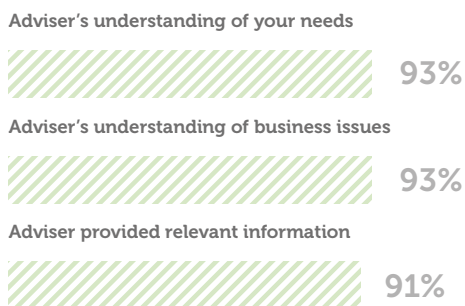 Adviser’s understanding of your needs
93%
Adviser’s understanding of business issues
93%
Adviser provided relevant information
91%